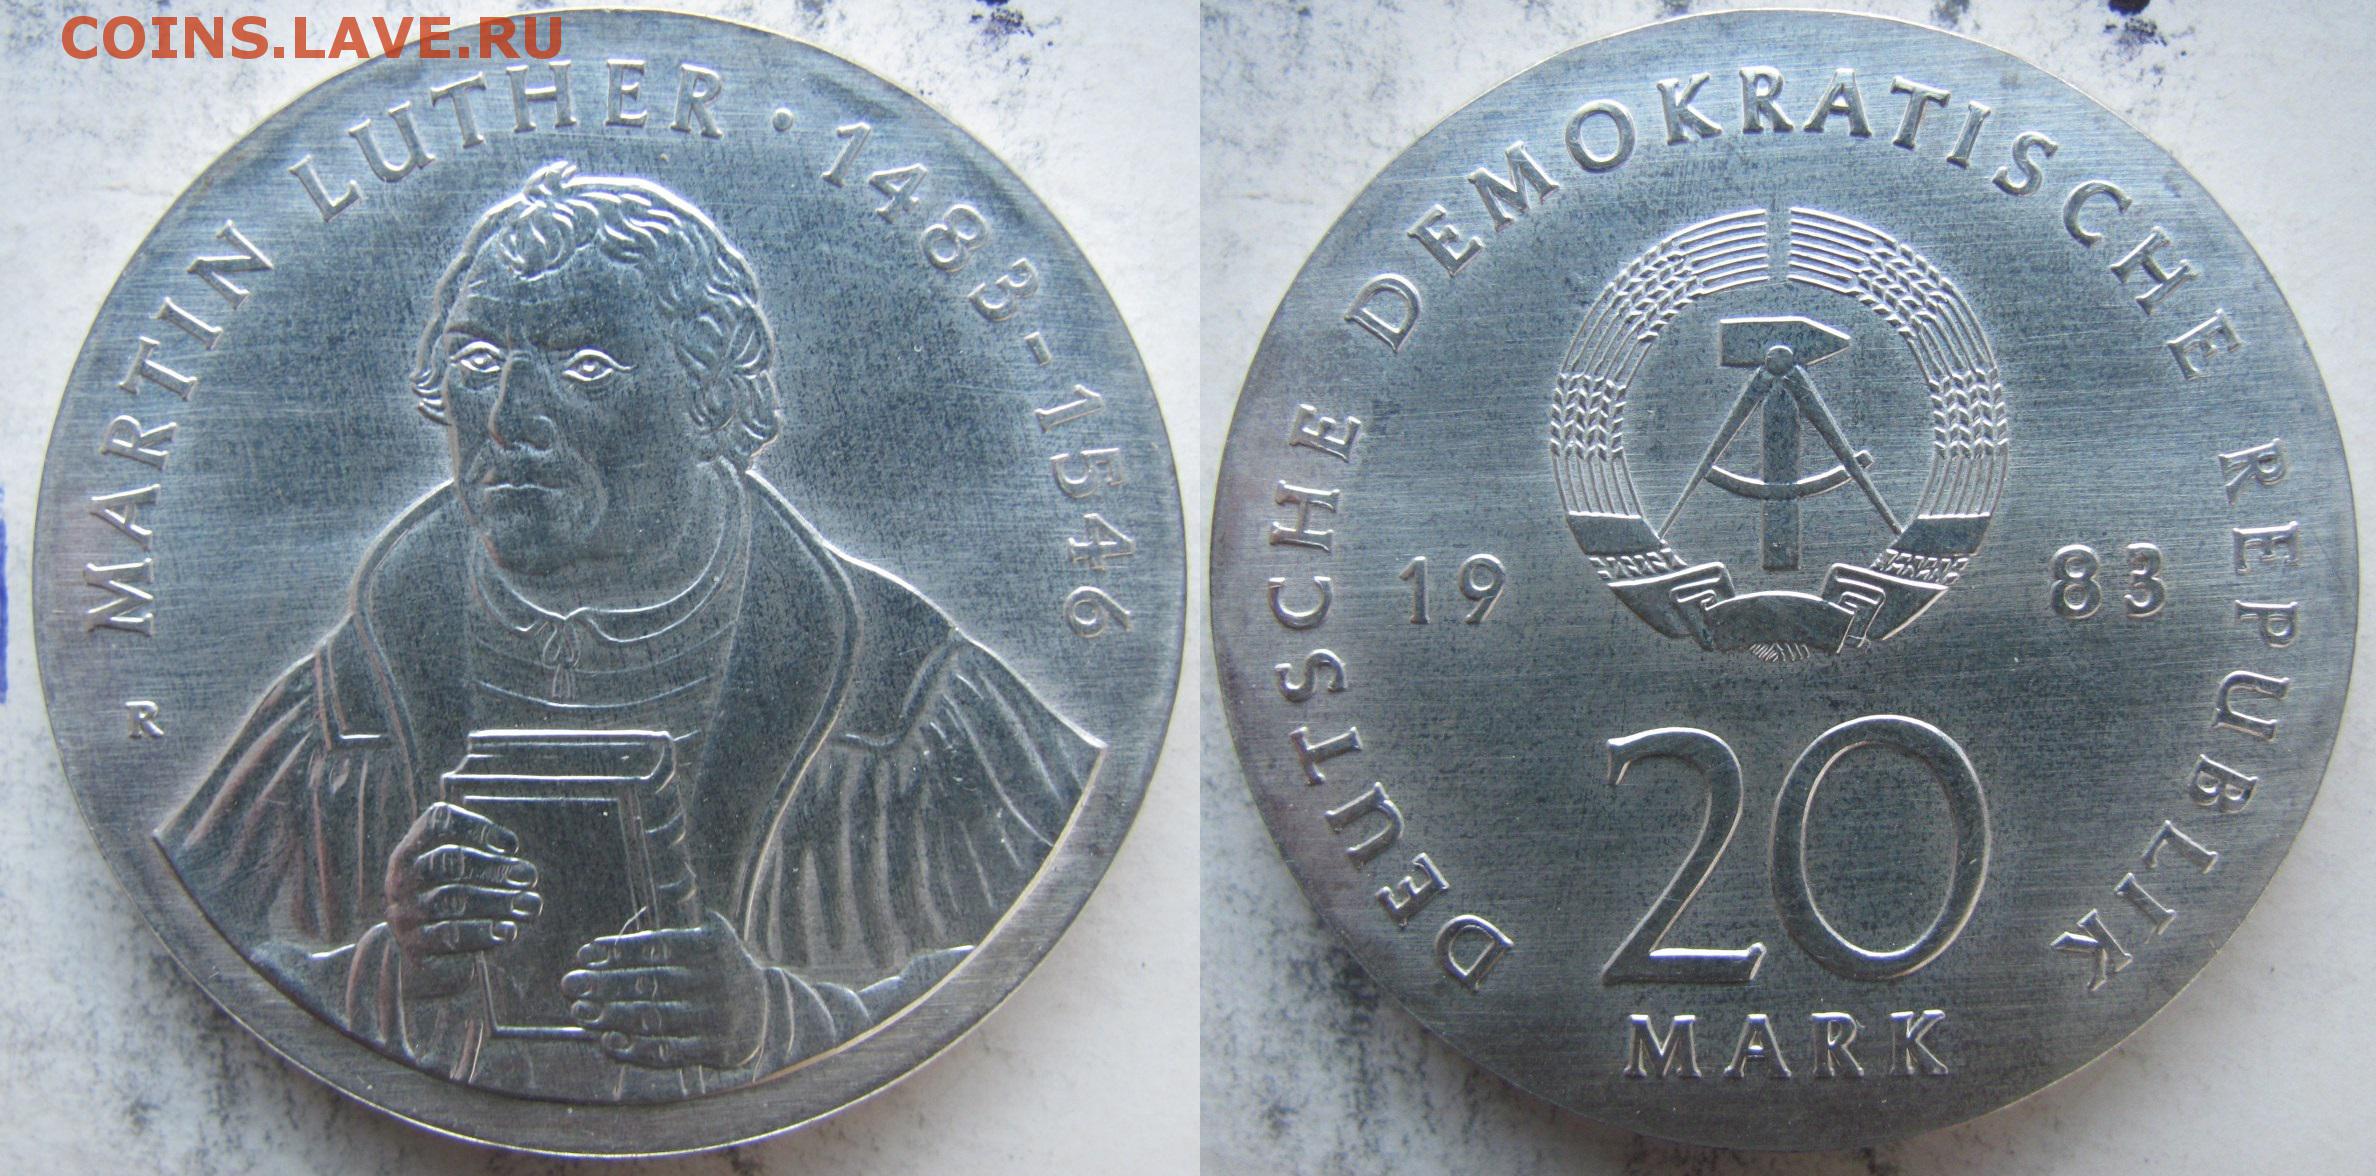 COINS.LAVE.RU
MARTIN LUTHER · 1483-1546
R
DEUTSCHE DEMOKRATISCHE REPUBLIK
19 83
20
MARK